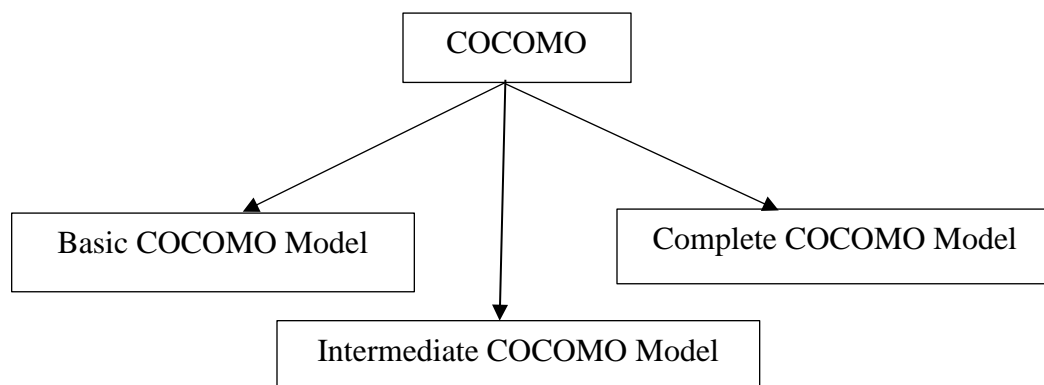 COCOMO
Basic COCOMO Model
Complete COCOMO Model
Intermediate COCOMO Model